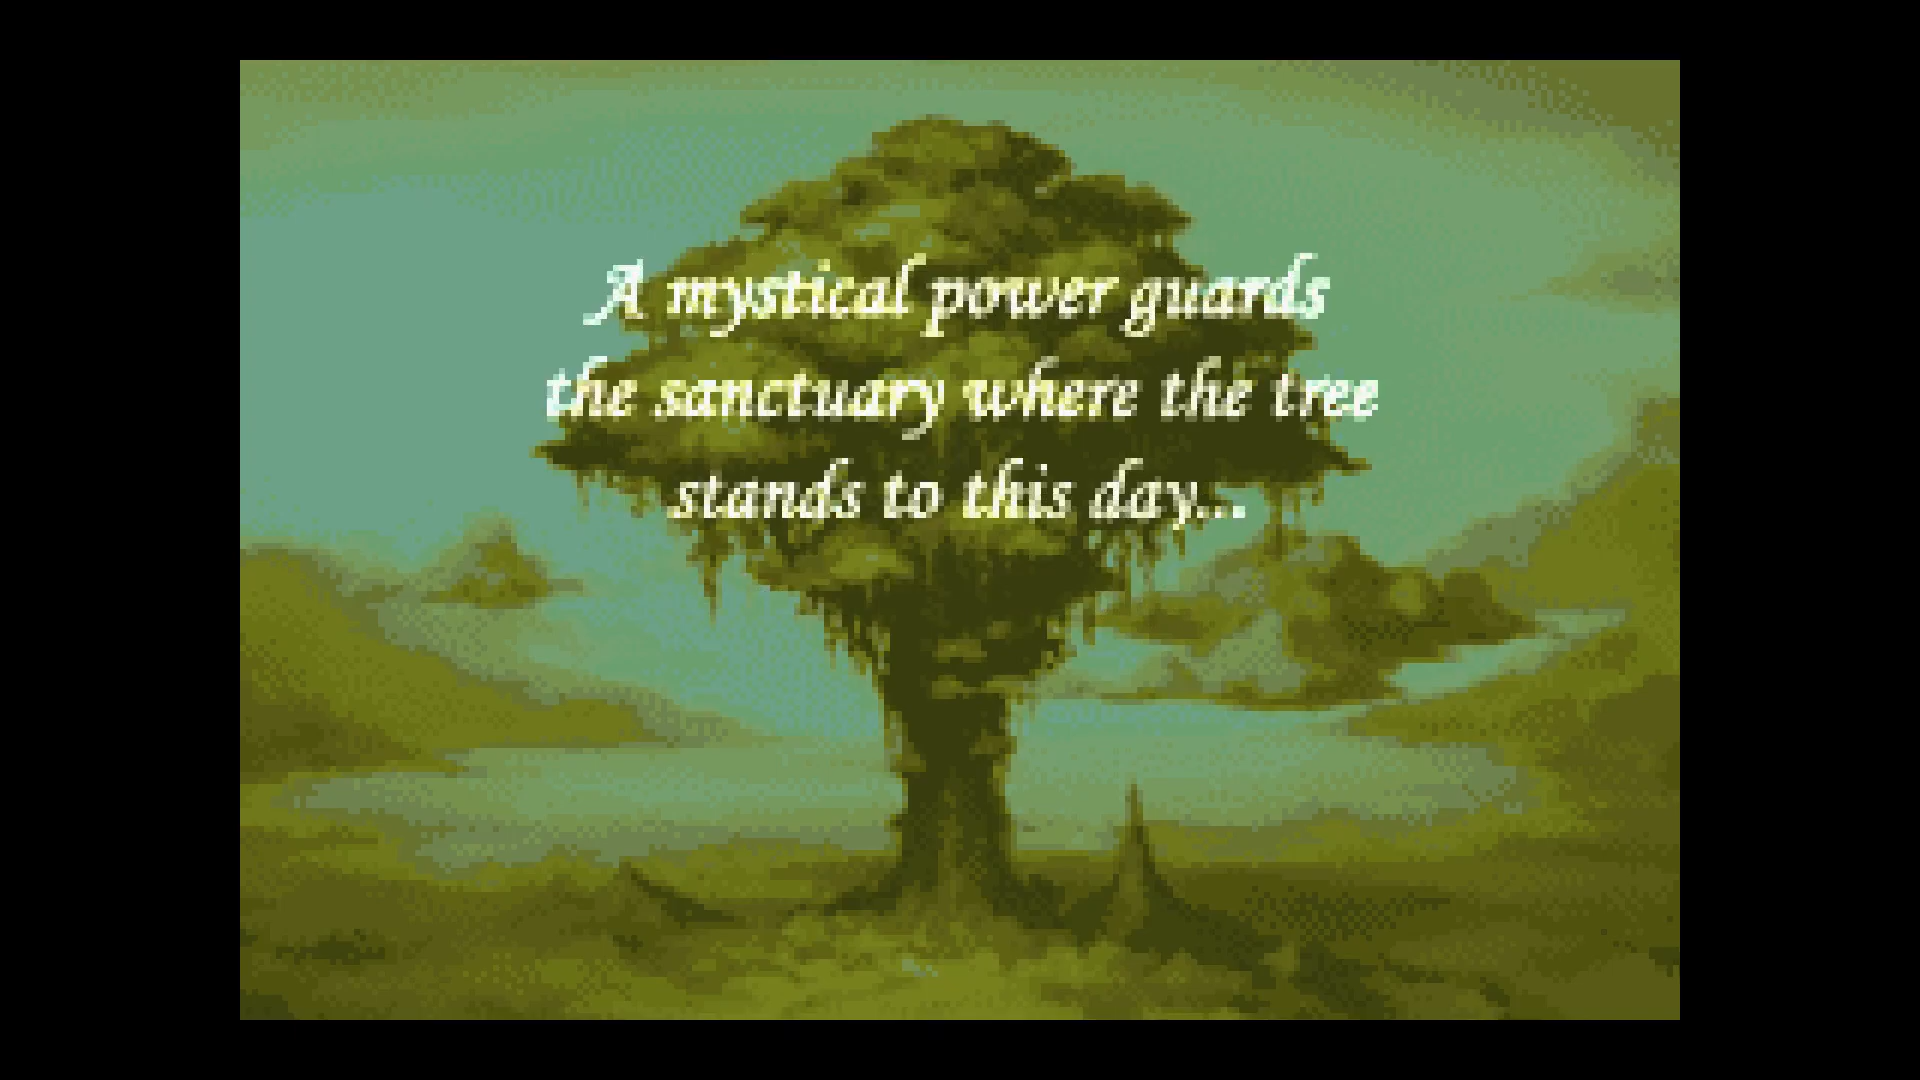 A mystical power guards
the sanctuary where the tree
stands to this day...